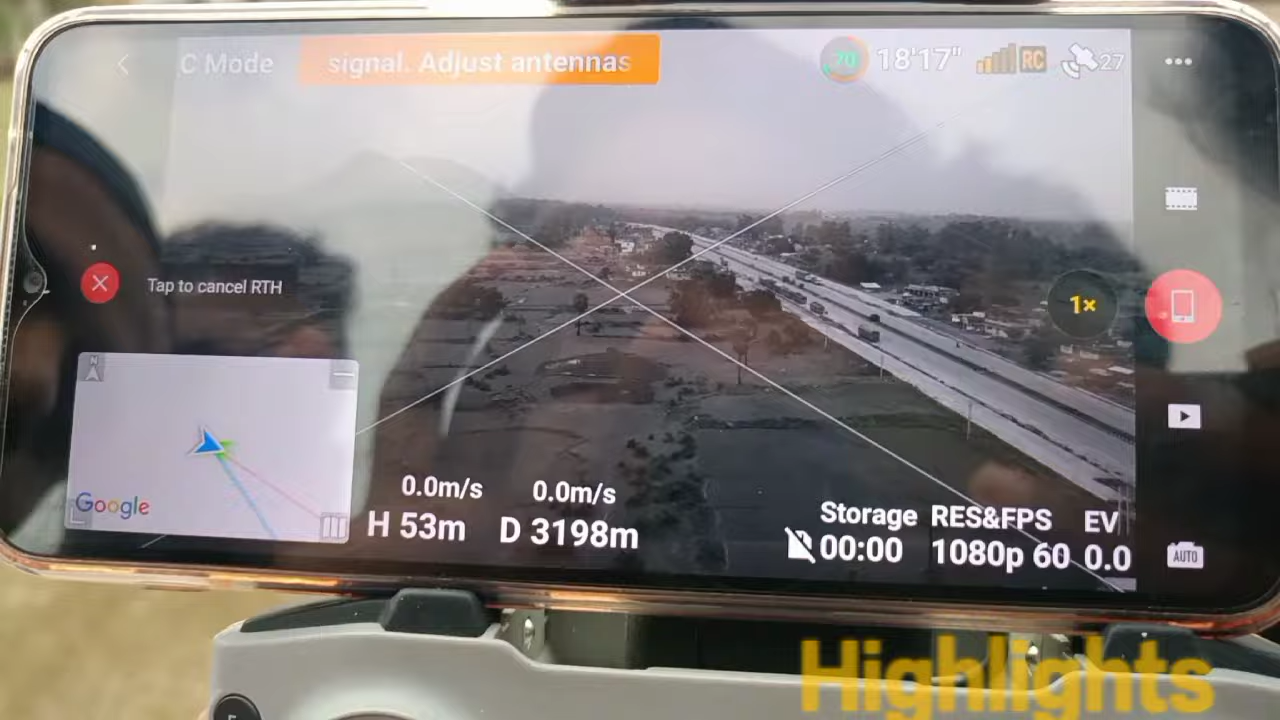 C Mode
signal. Adjust antennas
70
18'17"
RC
27
Tap to cancel RTH
1×
N
Google
0.0m/s 0.0m/s
H 53m D 3198m
Storage RES&FPS EV
00:00 1080p 60 0.0
AUTO
Highlights